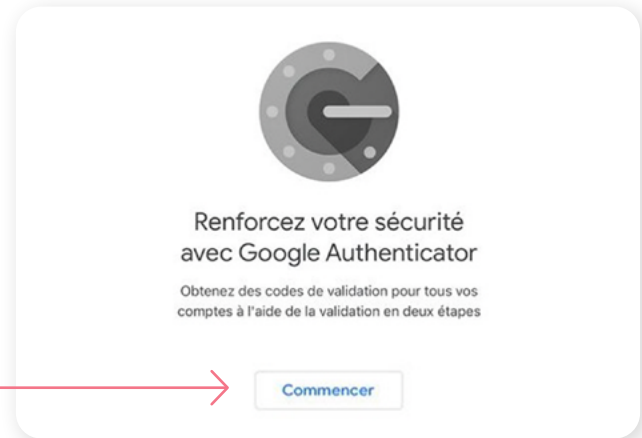 Renforcez votre sécurité
avec Google Authenticator
Obtenez des codes de validation pour tous vos
comptes à l'aide de la validation en deux étapes
Commencer